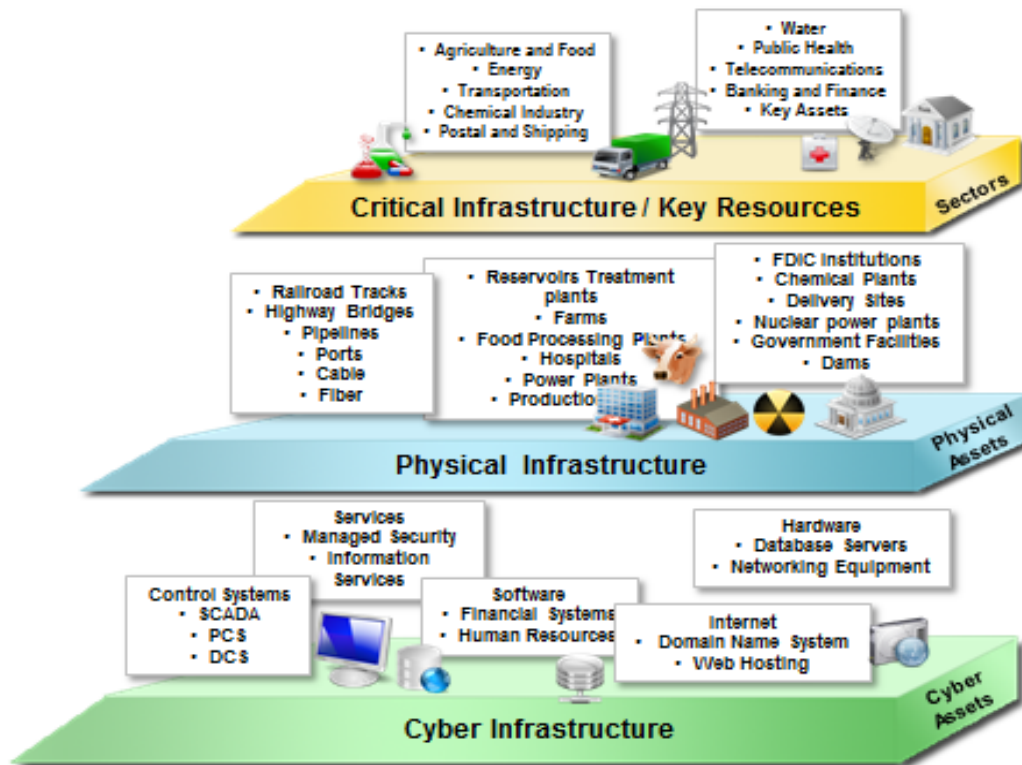 • Agriculture and Food
• Energy
• Transportation
• Chemical Industry
• Postal and Shipping
• Water
• Public Health
• Telecommunications
• Banking and Finance
• Key Assets
Critical Infrastructure / Key Resources
Sectors
• Railroad Tracks
• Highway Bridges
• Pipelines
• Ports
• Cable
• Fiber
• Reservoirs Treatment
plants
• Farms
• Food Processing Plants
• Hospitals
• Power Plants
• Production
• FDIC Institutions
• Chemical Plants
• Delivery Sites
• Nuclear power plants
• Government Facilities
• Dams
Physical Infrastructure
Physical
Assets
Services
• Managed Security
• Information
Services
Control Systems
• SCADA
• PCS
• DCS
Software
• Financial Systems
• Human Resources
Hardware
• Database Servers
• Networking Equipment
Internet
• Domain Name System
• Web Hosting
Cyber Infrastructure
Cyber
Assets